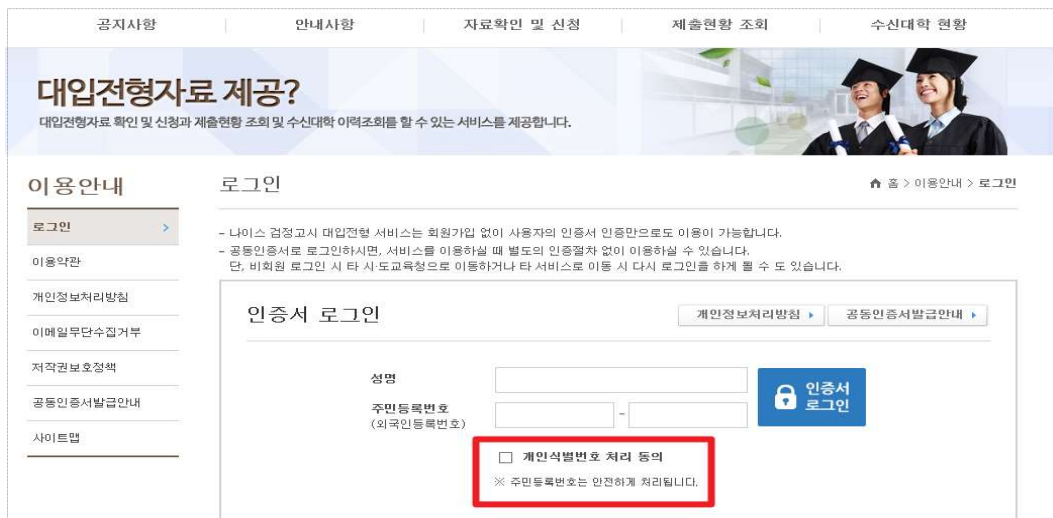 공지사항
안내사항
자료확인 및 신청
제출현황 조회
수신대학 현황
대입전형자료 제공?
대입전형자료 확인 및 신청과 제출현황 조회 및 수신대학 이력조회를 할 수 있는 서비스를 제공합니다.
이용안내
로그인
이용약관
개인정보처리방침
이메일무단수집거부
저작권보호정책
공동인증서발급안내
사이트맵
로그인
홈 > 이용안내 > 로그인
- 나이스 검정고시 대입전형 서비스는 회원가입 없이 사용자의 인증서 인증만으로도 이용이 가능합니다.
- 공동인증서로 로그인하시면, 서비스를 이용하실 때 별도의 인증절차 없이 이용하실 수 있습니다.
단, 비회원 로그인 시 타 시·도교육청으로 이동하거나 타 서비스로 이동 시 다시 로그인을 하게 될 수 도 있습니다.
인증서 로그인
개인정보처리방침
공동인증서발급안내
성명
주민등록번호
(외국인등록번호)
-
인증서
로그인
개인식별번호 처리 동의
※ 주민등록번호는 안전하게 처리됩니다.